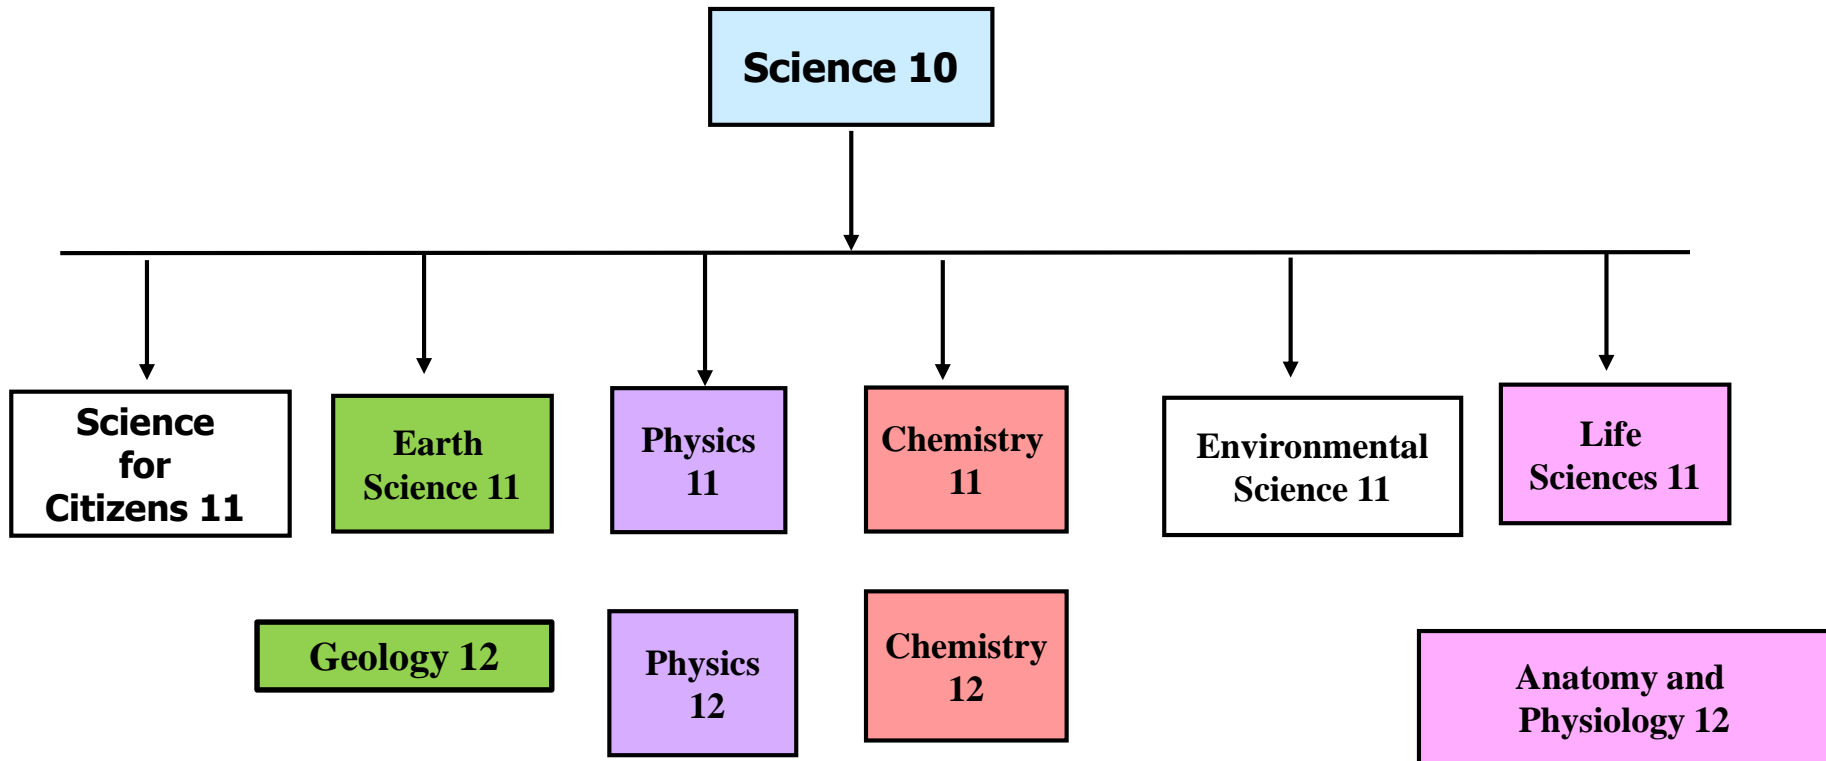 Science 10
Science
for
Citizens 11
Earth
Science 11
Physics
11
Chemistry
11
Environmental
Science 11
Life
Sciences 11
Geology 12
Physics
12
Chemistry
12
Anatomy and
Physiology 12